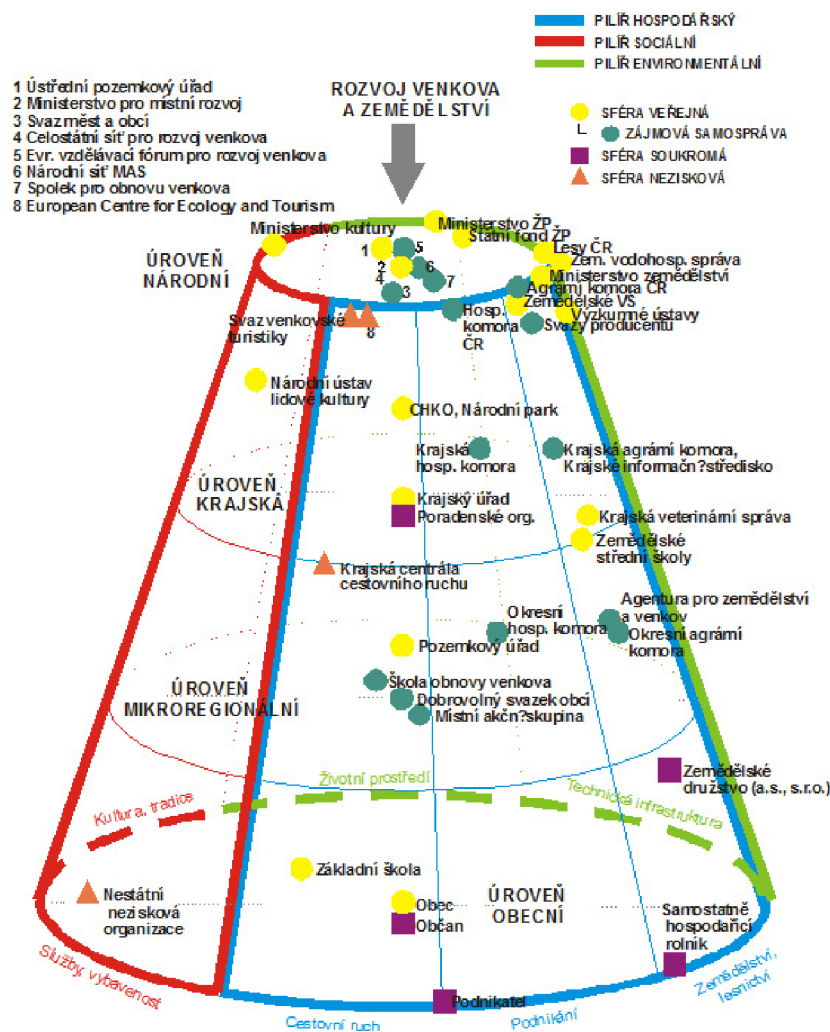 PILÍŘ HOSPODÁŘSKÝ
PILÍŘ SOCIÁLNÍ
PILÍŘ ENVIRONMENTÁLNÍ
1 Ústřední pozemkový úřad
2 Ministerstvo pro místní rozvoj
3 Svaz měst a obcí
4 Celostátní síť pro rozvoj venkova
5 Evr. vzdělávací fórum pro rozvoj venkova
6 Národní síť MAS
7 Spolek pro obnovu venkova
8 European Centre for Ecology and Tourism
ROZVOJ VENKOVA
A ZEMĚDĚLSTVÍ
SFÉRA VEŘEJNÁ
ZÁJMOVÁ SAMOSPRÁVA
SFÉRA SOUKROMÁ
SFÉRA NEZISKOVÁ
Ministerstvo kultury
Ministerstvo ŽP
Státní fond ŽP
Lesy ČR
Zem. vodohosp. správa
Ministerstvo zemědělství
Agrární komora ČR
Zemědělské VS
Výzkumné ústavy
Svazy producentu
ÚROVEŇ
NÁRODNÍ
1
5
2
6
4
7
3
Hosp.
komora
ČR
Svaz venkovské
turistiky
8
Národní ústav
lidové kultury
CHKO, Národní park
Krajská
hosp. komora
Krajská agrární komora,
Krajské informačn?středisko
ÚROVEŇ
KRAJSKÁ
Krajský úřad
Poradenské org.
Krajská veterinární správa
Zemědělské
střední školy
Krajská centrála
cestovního ruchu
Agentura pro zemědělství
a venkov
Okresní
hosp. komora
Okresní agrární
komora
Pozemkový úřad
ÚROVEŇ
MIKROREGIONÁLNÍ
Škola obnovy venkova
Dobrovolný svazek obcí
Místní akčn?skupina
Zemědělské
družstvo (a.s., s.r.o.)
Životní prostředí
Kultura, tradice
Technická infrastruktura
Základní škola
Nestátní
nezisková
organizace
Obec
Občan
ÚROVEŇ
OBECNÍ
Samostatně
hospodařící
rolník
Služby, vybavenost
Podnikatel
Cestovní ruch
Podnikání
Zemědělství,
lesnictví